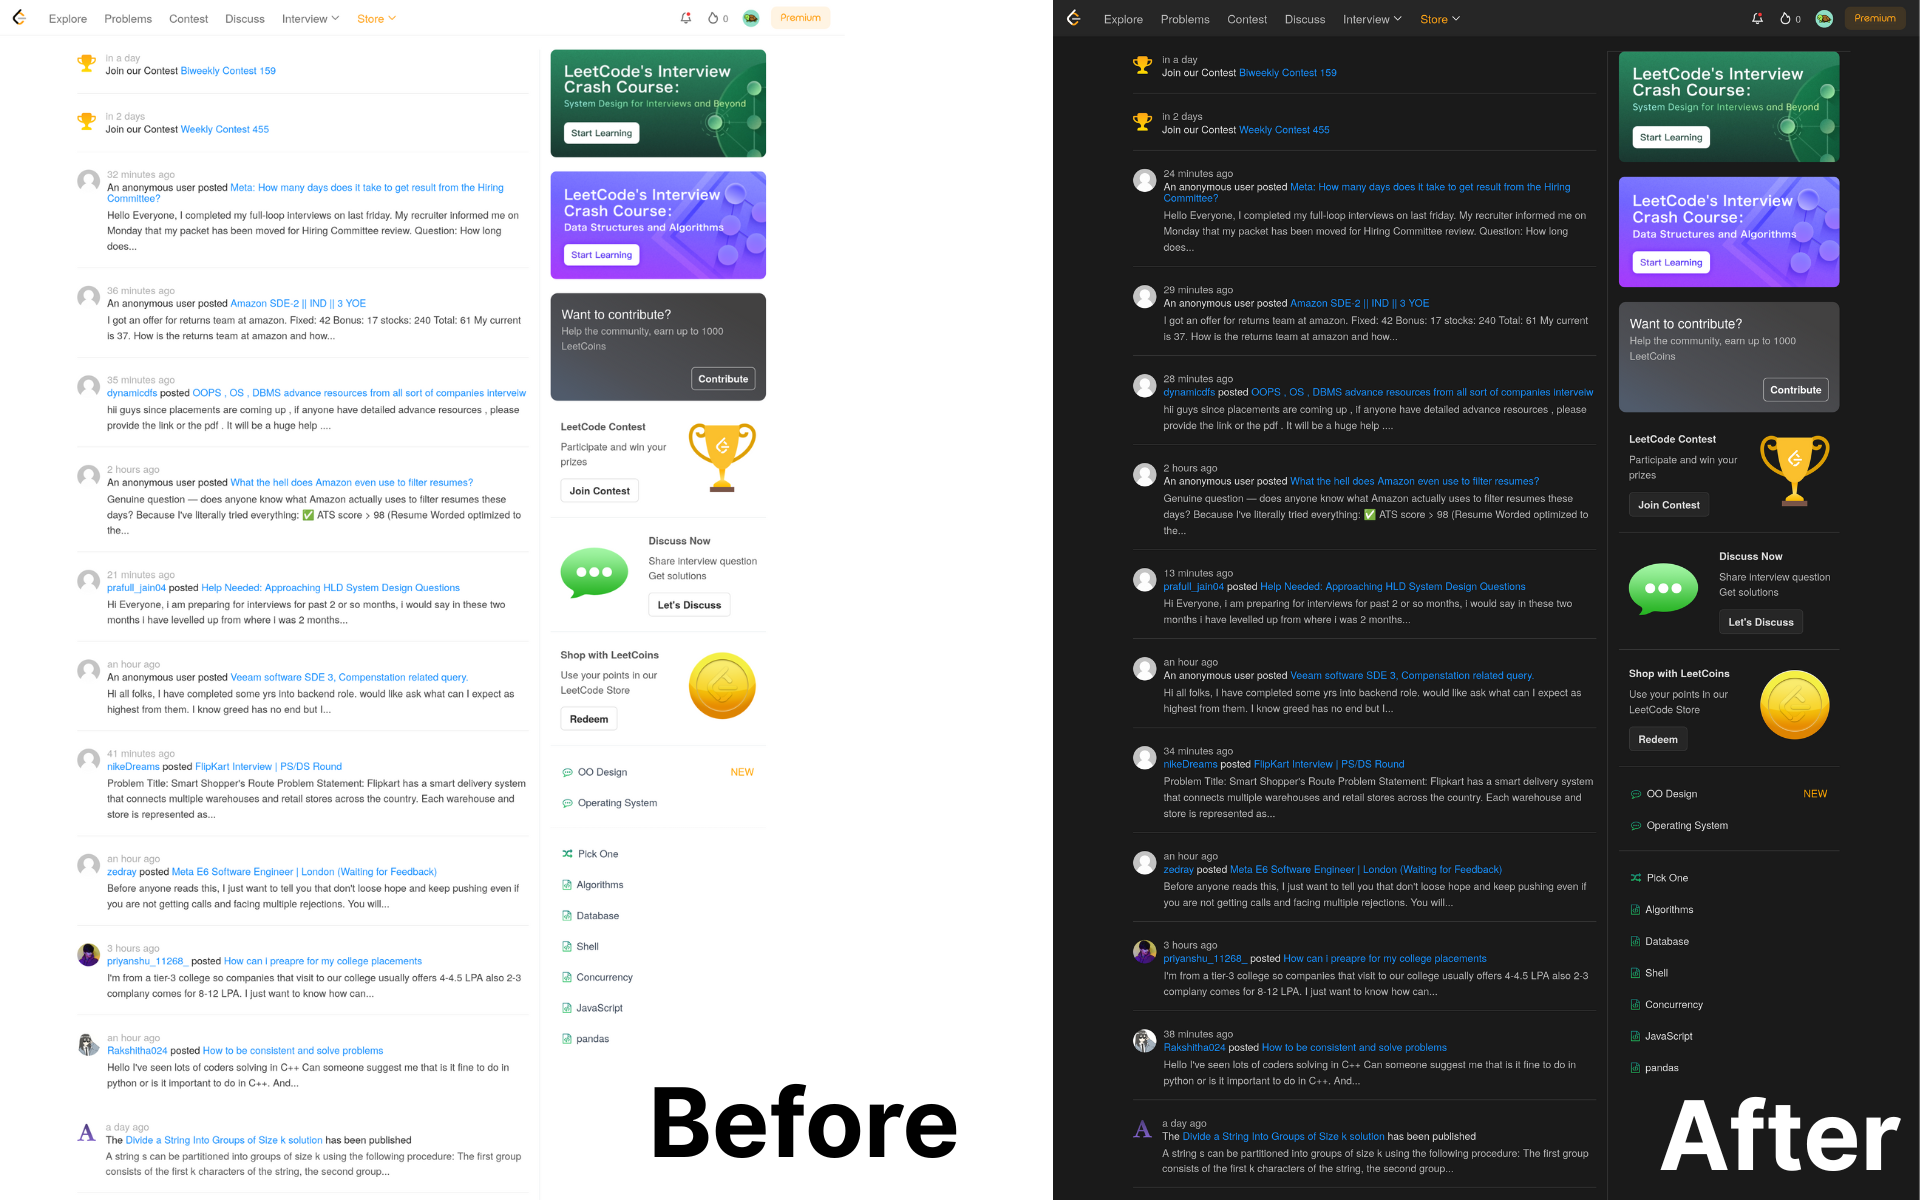 Explore Problems Contest Discuss Interview Store 0 Premium
in a day
Join our Contest Biweekly Contest 159
in 2 days
Join our Contest Weekly Contest 455
32 minutes ago
An anonymous user posted Meta: How many days does it take to get result from the Hiring
Committee?
Hello Everyone, I completed my full-loop interviews on last friday. My recruiter informed me on
Monday that my packet has been moved for Hiring Committee review. Question: How long
does...
36 minutes ago
An anonymous user posted Amazon SDE-2 || IND || 3 YOE
I got an offer for returns team at amazon. Fixed: 42 Bonus: 17 stocks: 240 Total: 61 My current
is 37. How is the returns team at amazon and how...
35 minutes ago
dynamicdfs posted OOPS , OS , DBMS advance resources from all sort of companies interveiw
hii guys since placements are coming up , if anyone have detailed advance resources , please
provide the link or the pdf . It will be a huge help ....
2 hours ago
An anonymous user posted What the hell does Amazon even use to filter resumes?
Genuine question — does anyone know what Amazon actually uses to filter resumes these
days? Because I've literally tried everything: ✅ ATS score > 98 (Resume Worded optimized to
the...
21 minutes ago
prafull_jain04 posted Help Needed: Approaching HLD System Design Questions
Hi Everyone, i am preparing for interviews for past 2 or so months, i would say in these two
months i have levelled up from where i was 2 months...
an hour ago
An anonymous user posted Veeam software SDE 3, Compenstation related query.
Hi all folks, I have completed some yrs into backend role. would like ask what can I expect as
highest from them. I know greed has no end but I...
41 minutes ago
nikeDreams posted FlipKart Interview | PS/DS Round
Problem Title: Smart Shopper's Route Problem Statement: Flipkart has a smart delivery system
that connects multiple warehouses and retail stores across the country. Each warehouse and
store is represented as...
an hour ago
zedray posted Meta E6 Software Engineer | London (Waiting for Feedback)
Before anyone reads this, I just want to tell you that don't loose hope and keep pushing even if
you are not getting calls and facing multiple rejections. You will...
3 hours ago
priyanshu_11268_ posted How can i preapre for my college placements
I'm from a tier-3 college so companies that visit to our college usually offers 4-4.5 LPA also 2-3
complany comes for 8-12 LPA. I just want to know how can...
an hour ago
Rakshitha024 posted How to be consistent and solve problems
Hello I've seen lots of coders solving in C++ Can someone suggest me that is it fine to do in
python or is it important to do in C++. And...
a day ago
The Divide a String Into Groups of Size k solution has been published
A string s can be partitioned into groups of size k using the following procedure: The first group
consists of the first k characters of the string, the second group...
LeetCode's Interview
Crash Course:
System Design for Interviews and Beyond
Start Learning
LeetCode's Interview
Crash Course:
Data Structures and Algorithms
Start Learning
Want to contribute?
Help the community, earn up to 1000
LeetCoins
Contribute
LeetCode Contest
Participate and win your
prizes
Join Contest
Discuss Now
Share interview question
Get solutions
Let's Discuss
Shop with LeetCoins
Use your points in our
LeetCode Store
Redeem
OO Design NEW
Operating System
Pick One
Algorithms
Database
Shell
Concurrency
JavaScript
pandas
Before
Explore Problems Contest Discuss Interview Store 0 Premium
in a day
Join our Contest Biweekly Contest 159
in 2 days
Join our Contest Weekly Contest 455
24 minutes ago
An anonymous user posted Meta: How many days does it take to get result from the Hiring
Committee?
Hello Everyone, I completed my full-loop interviews on last friday. My recruiter informed me on
Monday that my packet has been moved for Hiring Committee review. Question: How long
does...
29 minutes ago
An anonymous user posted Amazon SDE-2 || IND || 3 YOE
I got an offer for returns team at amazon. Fixed: 42 Bonus: 17 stocks: 240 Total: 61 My current
is 37. How is the returns team at amazon and how...
28 minutes ago
dynamicdfs posted OOPS , OS , DBMS advance resources from all sort of companies interveiw
hii guys since placements are coming up , if anyone have detailed advance resources , please
provide the link or the pdf . It will be a huge help ....
2 hours ago
An anonymous user posted What the hell does Amazon even use to filter resumes?
Genuine question — does anyone know what Amazon actually uses to filter resumes these
days? Because I've literally tried everything: ✅ ATS score > 98 (Resume Worded optimized to
the...
13 minutes ago
prafull_jain04 posted Help Needed: Approaching HLD System Design Questions
Hi Everyone, i am preparing for interviews for past 2 or so months, i would say in these two
months i have levelled up from where i was 2 months...
an hour ago
An anonymous user posted Veeam software SDE 3, Compenstation related query.
Hi all folks, I have completed some yrs into backend role. would like ask what can I expect as
highest from them. I know greed has no end but I...
34 minutes ago
nikeDreams posted FlipKart Interview | PS/DS Round
Problem Title: Smart Shopper's Route Problem Statement: Flipkart has a smart delivery system
that connects multiple warehouses and retail stores across the country. Each warehouse and
store is represented as...
an hour ago
zedray posted Meta E6 Software Engineer | London (Waiting for Feedback)
Before anyone reads this, I just want to tell you that don't loose hope and keep pushing even if
you are not getting calls and facing multiple rejections. You will...
3 hours ago
priyanshu_11268_ posted How can i preapre for my college placements
I'm from a tier-3 college so companies that visit to our college usually offers 4-4.5 LPA also 2-3
complany comes for 8-12 LPA. I just want to know how can...
38 minutes ago
Rakshitha024 posted How to be consistent and solve problems
Hello I've seen lots of coders solving in C++ Can someone suggest me that is it fine to do in
python or is it important to do in C++. And...
a day ago
The Divide a String Into Groups of Size k solution has been published
A string s can be partitioned into groups of size k using the following procedure: The first group
consists of the first k characters of the string, the second group...
LeetCode's Interview
Crash Course:
System Design for Interviews and Beyond
Start Learning
LeetCode's Interview
Crash Course:
Data Structures and Algorithms
Start Learning
Want to contribute?
Help the community, earn up to 1000
LeetCoins
Contribute
LeetCode Contest
Participate and win your
prizes
Join Contest
Discuss Now
Share interview question
Get solutions
Let's Discuss
Shop with LeetCoins
Use your points in our
LeetCode Store
Redeem
OO Design NEW
Operating System
Pick One
Algorithms
Database
Shell
Concurrency
JavaScript
pandas
After